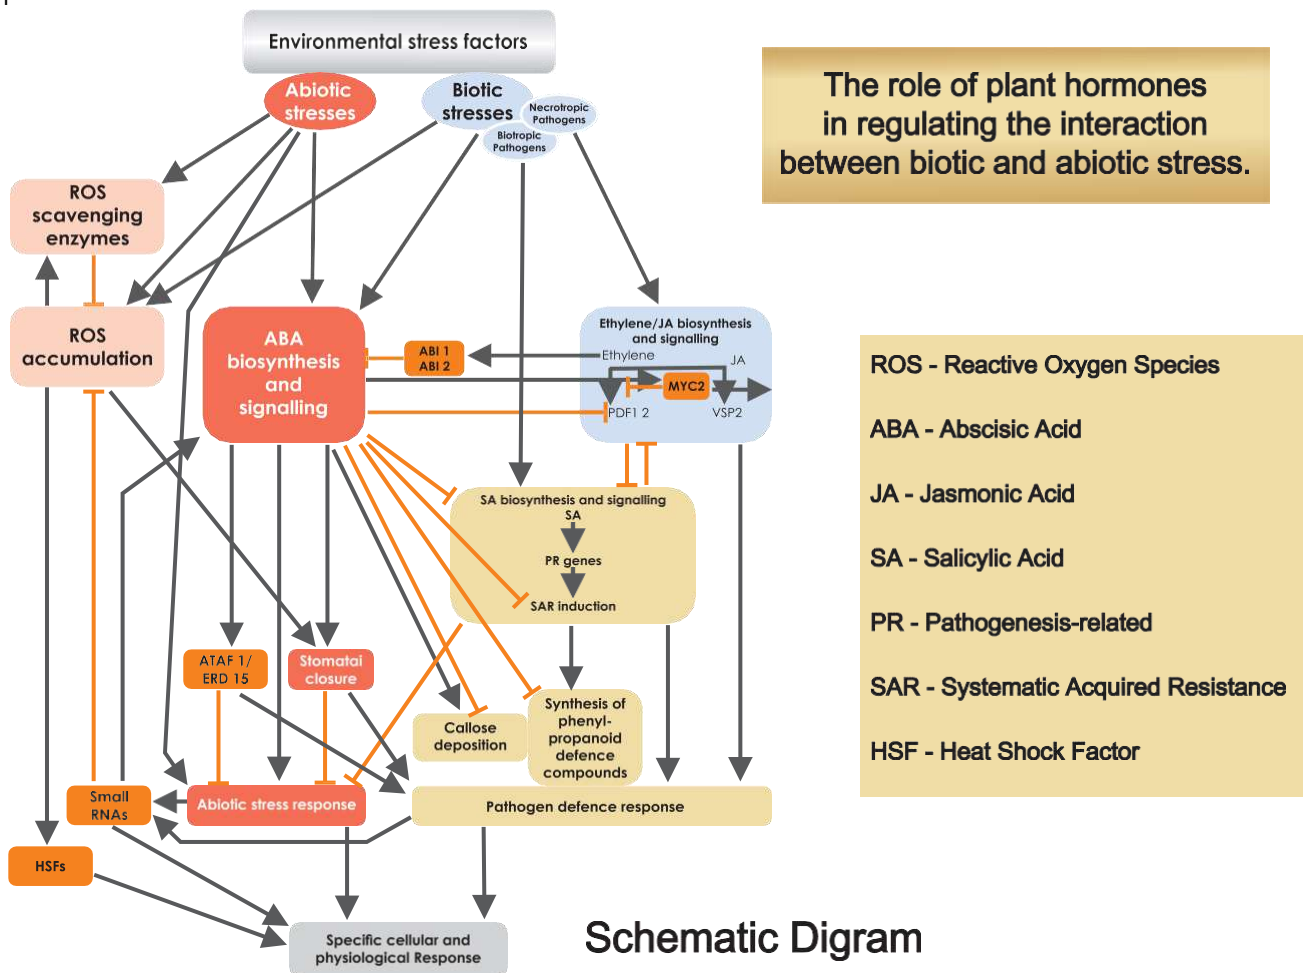 Environmental stress factors
Abiotic
stresses
Biotic
stresses
Necrotropic
Pathogens
Biotropic
Pathogens
The role of plant hormones
in regulating the interaction
between biotic and abiotic stress.
ROS
scavenging
enzymes
ROS
accumulation
ABA
biosynthesis
and
signalling
ABI 1
ABI 2
Ethylene/JA biosynthesis
and signalling
Ethylene
JA
MYC2
PDF1 2
VSP2
ROS - Reactive Oxygen Species
ABA - Abscisic Acid
JA - Jasmonic Acid
SA - Salicylic Acid
PR - Pathogenesis-related
SAR - Systematic Acquired Resistance
HSF - Heat Shock Factor
SA biosynthesis and signalling
SA
PR genes
SAR induction
ATAF 1/
ERD 15
Stomatai
closure
Callose
deposition
Synthesis of
phenyl-
propanoid
defence
compounds
Small
RNAs
Abiotic stress response
Pathogen defence response
HSFs
Specific cellular and
physiological Response
Schematic Digram